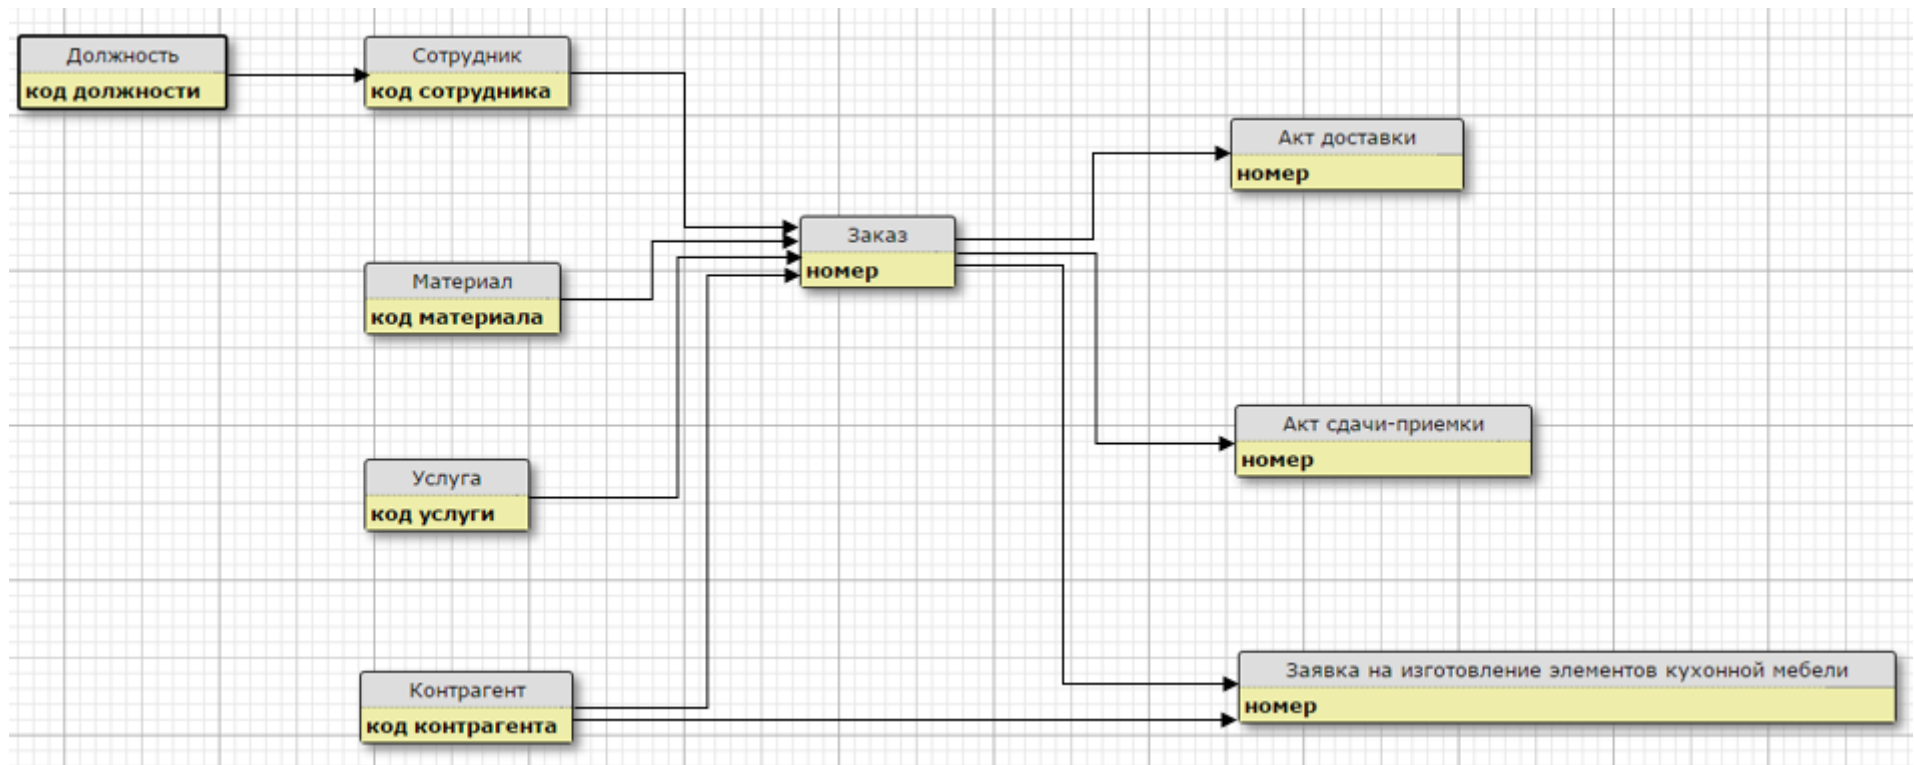 Должность
код должности
Сотрудник
код сотрудника
Акт доставки
номер
Заказ
номер
Материал
код материала
Акт сдачи-приемки
номер
Услуга
код услуги
Заявка на изготовление элементов кухонной мебели
номер
Контрагент
код контрагента